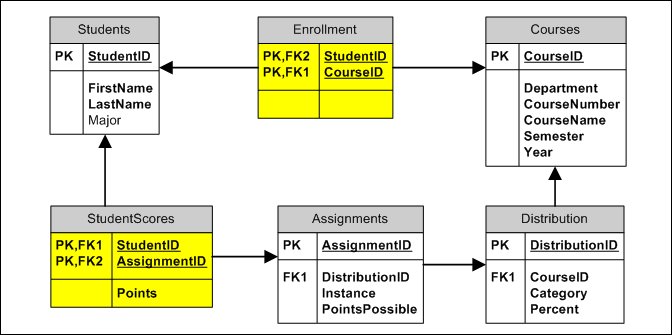 Students
PK StudentID
FirstName
LastName
Major
Enrollment
PK,FK2 StudentID
PK,FK1 CourseID
Courses
PK CourseID
Department
CourseNumber
CourseName
Semester
Year
StudentScores
PK,FK1 StudentID
PK,FK2 AssignmentID
Points
Assignments
PK AssignmentID
FK1 DistributionID
Instance
PointsPossible
Distribution
PK DistributionID
FK1 CourseID
Category
Percent